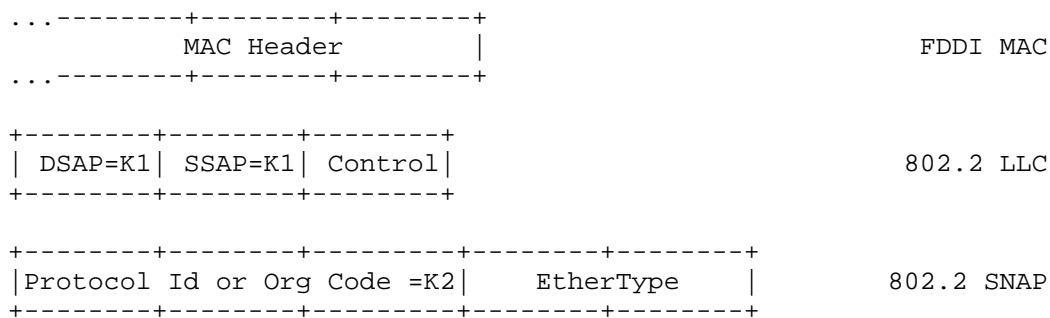 ...--------+--------+--------+
           MAC Header        |                            FDDI MAC
...--------+--------+--------+
+--------+--------+--------+
| DSAP=K1| SSAP=K1| Control|                            802.2 LLC
+--------+--------+--------+
+--------+--------+---------+--------+--------+
|Protocol Id or Org Code =K2|    EtherType    |        802.2 SNAP
+--------+--------+---------+--------+--------+